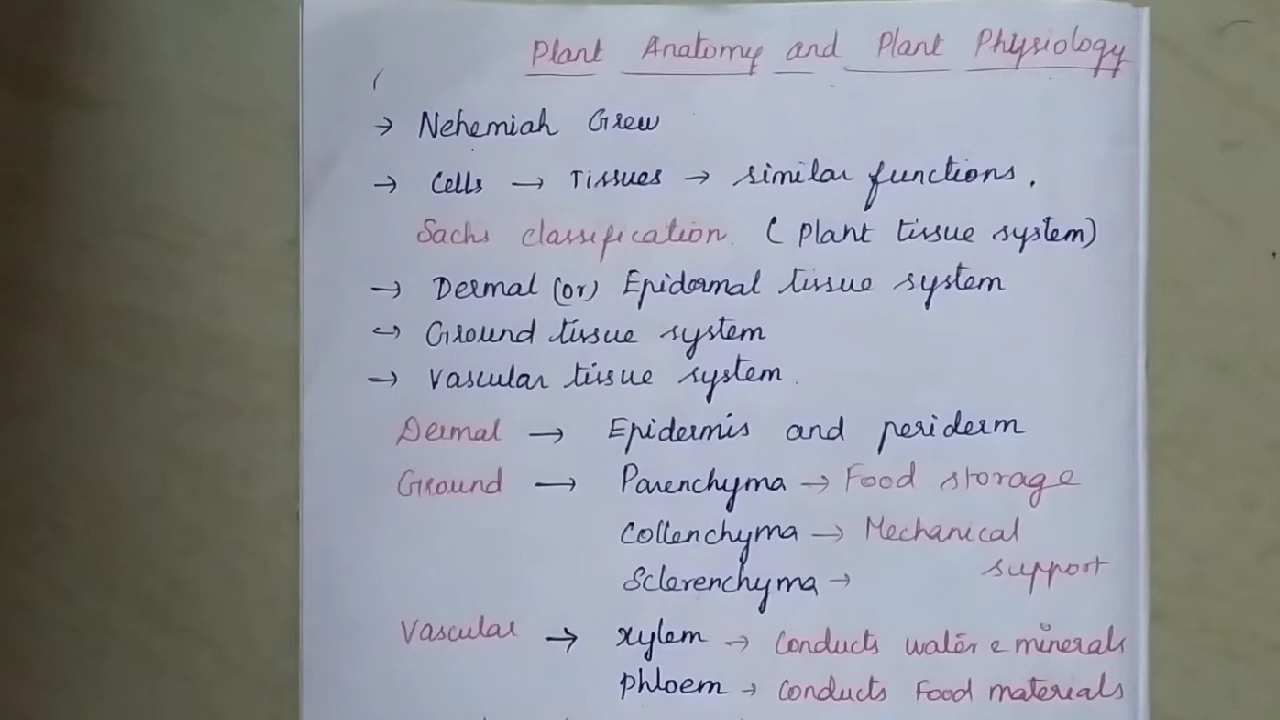 Plant Anatomy and Plant Physiology
→ Nehemiah Grew
→ Cells → Tissues → similar functions.
Sachs classification (Plant tissue system)
→ Dermal (or) Epidermal tissue system
→ Ground tissue system
→ Vascular tissue system.
Dermal → Epidermis and periderm
Ground → Parenchyma → Food storage
Collenchyma → Mechanical
Sclerenchyma → support
Vascular → xylem → conducts water & minerals
Phloem → conducts Food materials